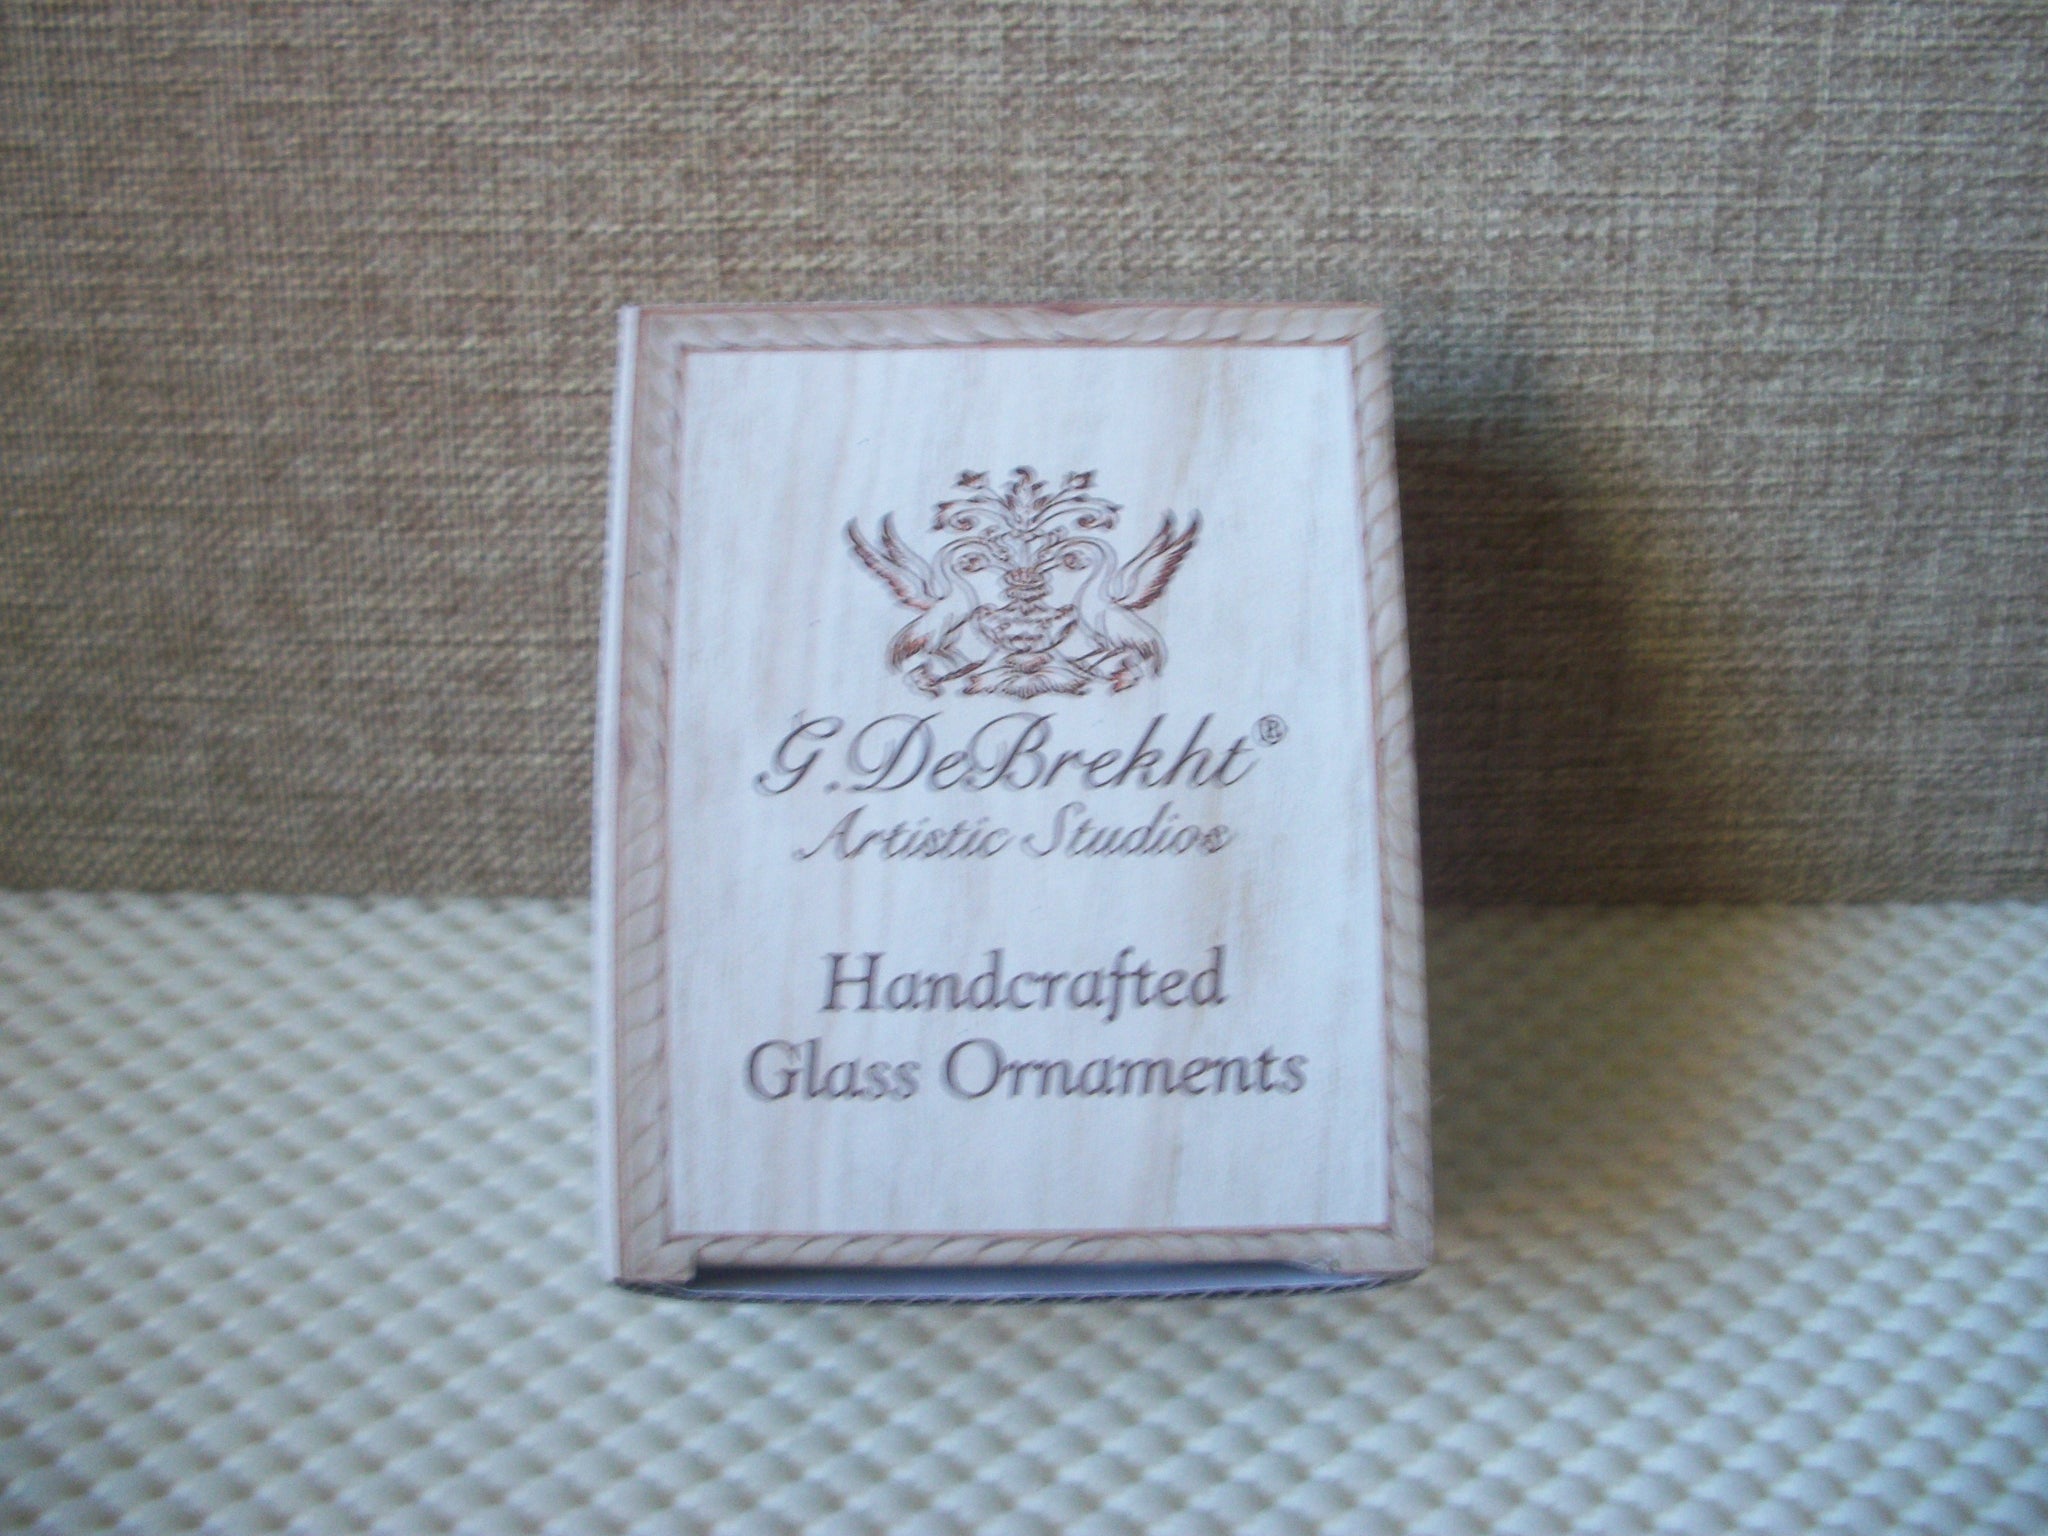 G.DeBrekht®
Artistic Studios
Handcrafted
Glass Ornaments